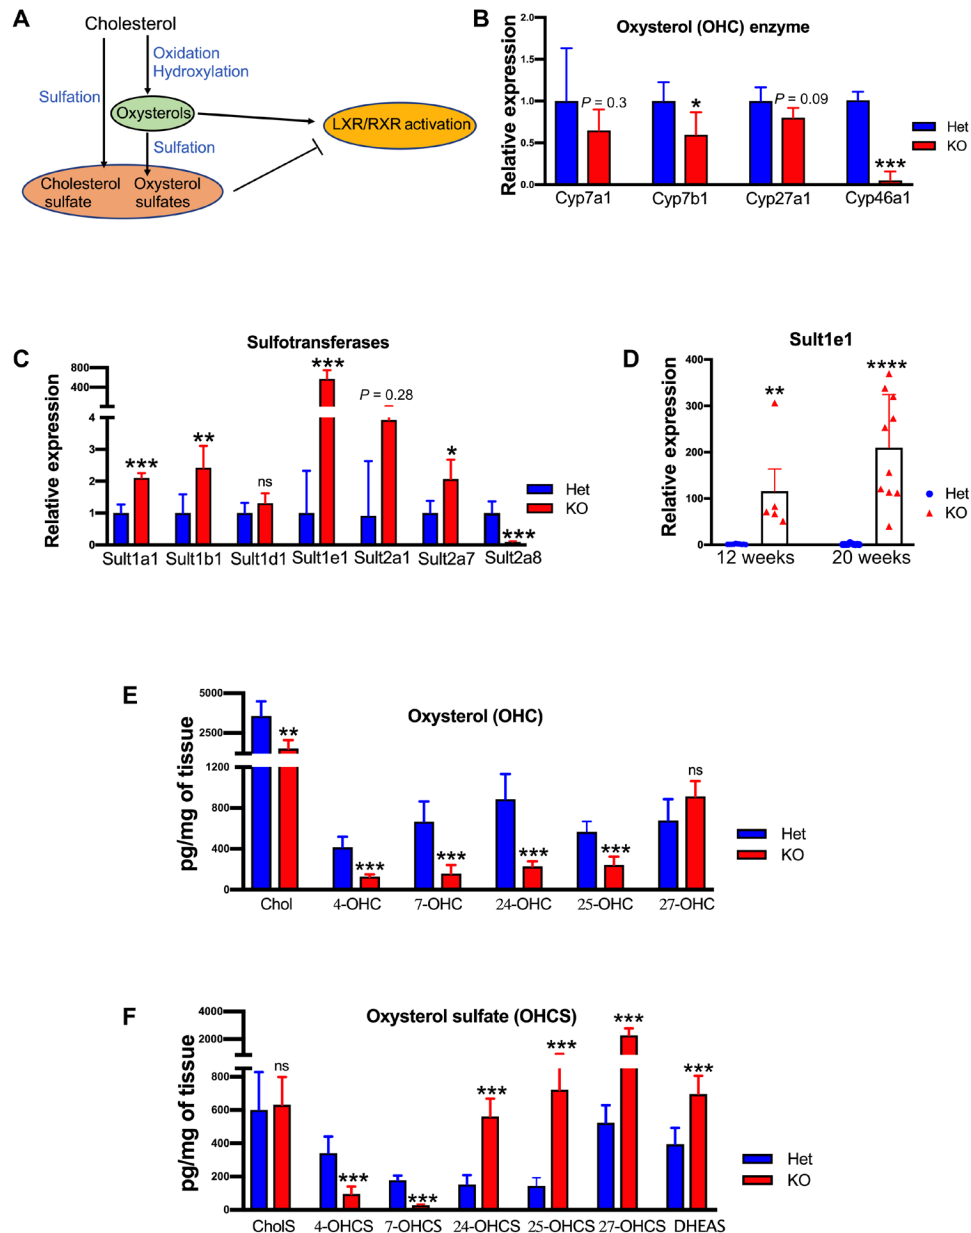 A
Cholesterol
Oxidation
Hydroxylation
Sulfation
Oxysterols
LXR/RXR activation
Sulfation
Cholesterol Oxysterol
sulfate sulfates
B
Oxysterol (OHC) enzyme
Relative expression
2.0
1.5
1.0
0.5
0.0
P = 0.3
*
P = 0.09
***
Het
KO
Cyp7a1 Cyp7b1 Cyp27a1 Cyp46a1
C
Sulfotransferases
Relative expression
800
400
4
3
2
1
0
***
**
ns
***
P = 0.28
*
***
Het
KO
Sult1a1 Sult1b1 Sult1d1 Sult1e1 Sult2a1 Sult2a7 Sult2a8
D
Sult1e1
Relative expression
400
300
200
100
0
**
****
Het
KO
12 weeks 20 weeks
E
Oxysterol (OHC)
pg/mg of tissue
5000
2500
1200
800
400
0
**
***
***
***
***
ns
Het
KO
Chol 4-OHC 7-OHC 24-OHC 25-OHC 27-OHC
F
Oxysterol sulfate (OHCS)
pg/mg of tissue
4000
2000
800
600
400
200
0
ns
***
***
***
***
***
***
Het
KO
CholS 4-OHCS 7-OHCS 24-OHCS 25-OHCS 27-OHCS DHEAS